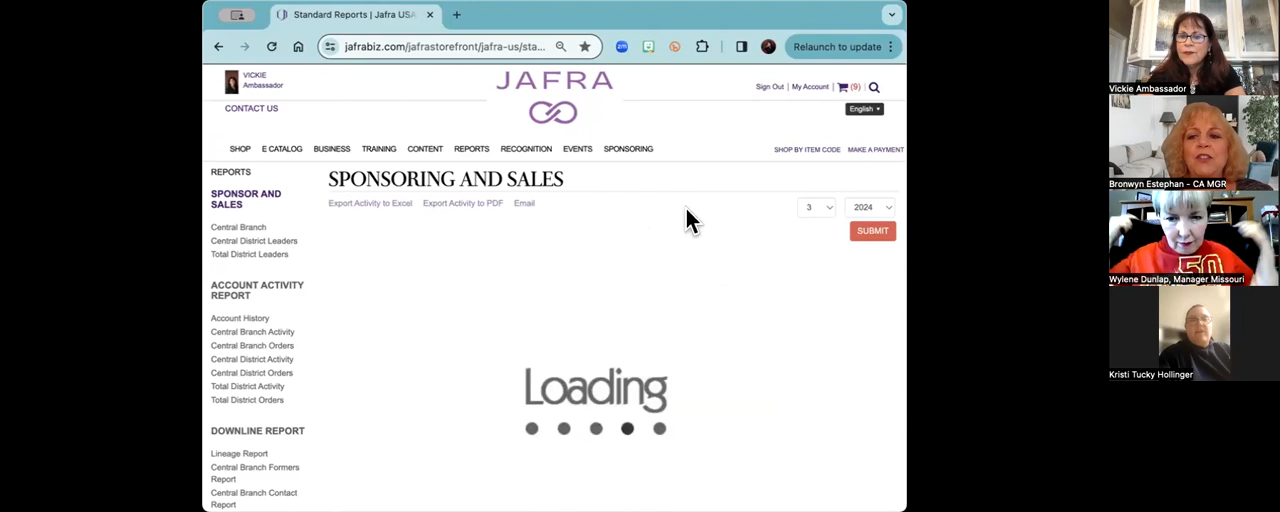 Standard Reports | Jafra USA
jafrabiz.com/jafrastorefront/jafra-us/sta...
Relaunch to update
VICKIE
Ambassador
CONTACT US
JAFRA
Sign Out | My Account | (9)
English
SHOP E CATALOG BUSINESS TRAINING CONTENT REPORTS RECOGNITION EVENTS SPONSORING
SHOP BY ITEM CODE MAKE A PAYMENT
REPORTS
SPONSOR AND
SALES
Central Branch
Central District Leaders
Total District Leaders
ACCOUNT ACTIVITY
REPORT
Account History
Central Branch Activity
Central Branch Orders
Central District Activity
Central District Orders
Total District Activity
Total District Orders
DOWNLINE REPORT
Lineage Report
Central Branch Formers
Report
Central Branch Contact
Report
SPONSORING AND SALES
Export Activity to Excel Export Activity to PDF Email
3 2024
SUBMIT
Loading
Vickie Ambassador
Bronwyn Estephan - CA MGR
50
Wylene Dunlap, Manager Missouri
Kristi Tucky Hollinger